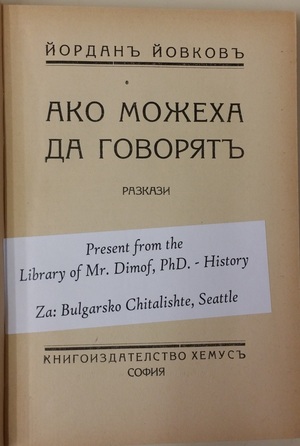 ЙОРДАНЪ ЙОВКОВЪ
АКО МОЖЕХА
ДА ГОВОРЯТЪ
РАЗКАЗИ
Present from the
Library of Mr. Dimof, PhD. - History
Za: Bulgarsko Chitalishte, Seattle
КНИГОИЗДАТЕЛСТВО ХЕМУСЪ
СОФИЯ